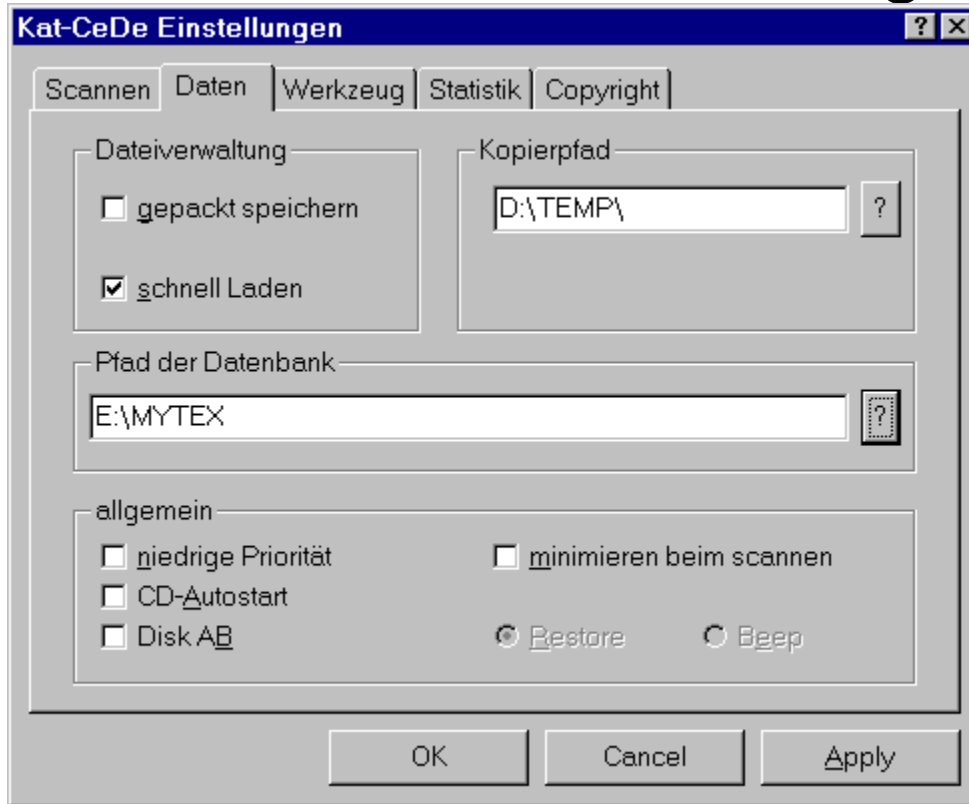 Kat-CeDe Einstellungen ?
Scannen Daten Werkzeug Statistik Copyright
Dateiverwaltung
gepackt speichern
schnell Laden
Kopierpfad
D:\TEMP\ ?
Pfad der Datenbank
E:\MYTEX ?
allgemein
niedrige Priorität
CD-Autostart
Disk AB
minimieren beim scannen
Restore Beep
OK Cancel Apply